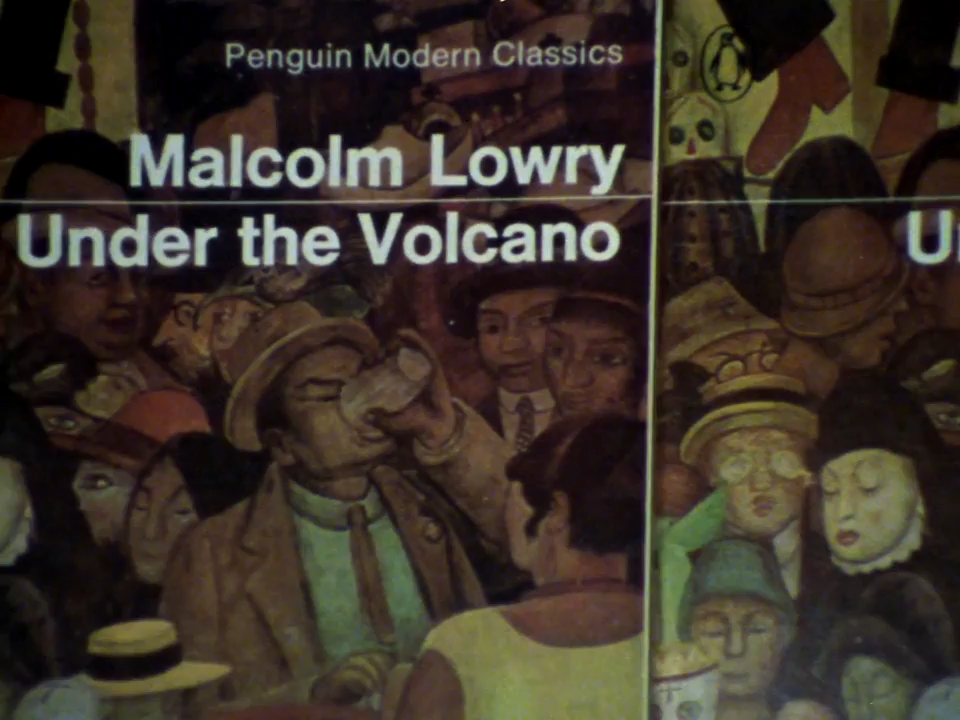 Penguin Modern Classics
Malcolm Lowry
Under the Volcano
U